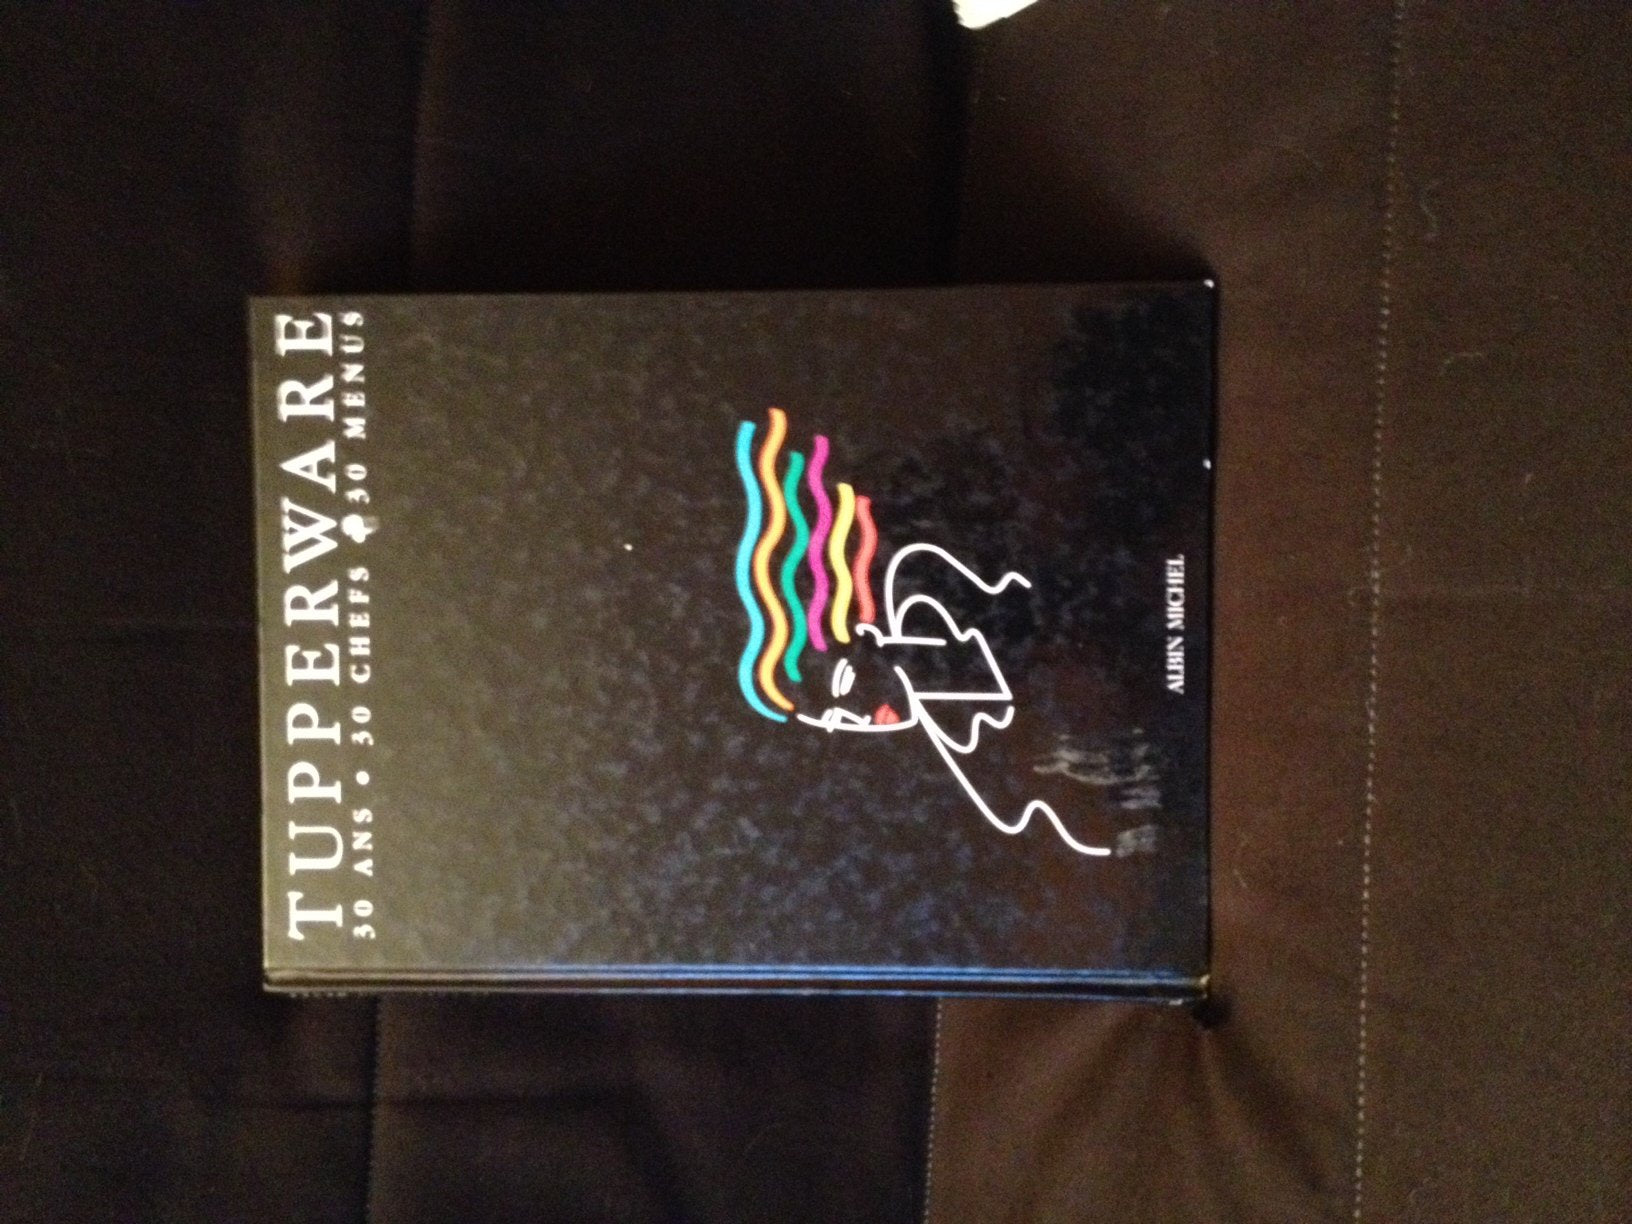 TUPPERWARE
30 ANS • 30 CHEFS • 30 MENUS
ALBIN MICHEL